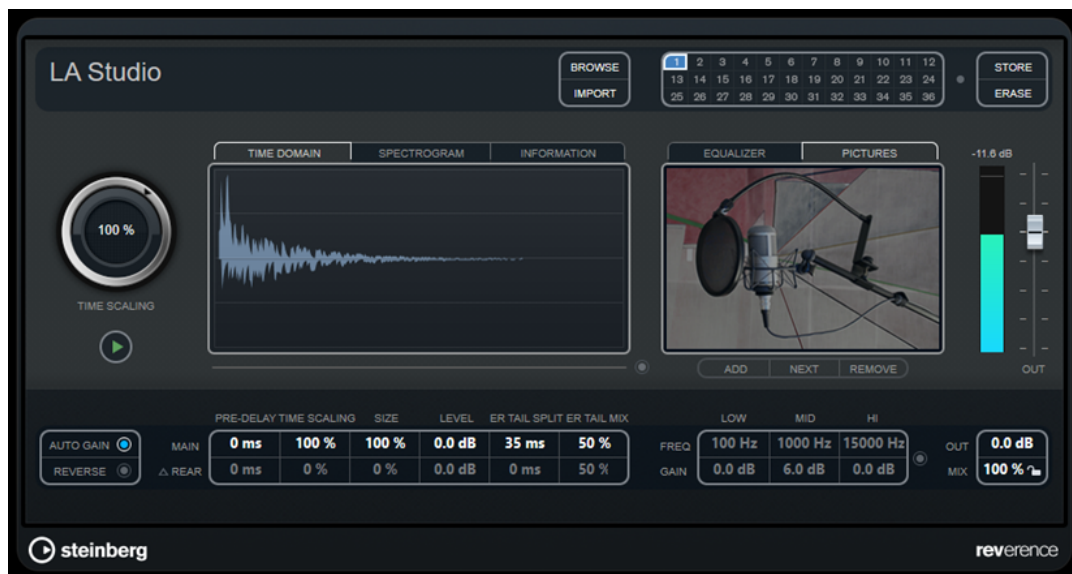 LA Studio
BROWSE
IMPORT
1 2 3 4 5 6 7 8 9 10 11 12
13 14 15 16 17 18 19 20 21 22 23 24
25 26 27 28 29 30 31 32 33 34 35 36
STORE
ERASE
TIME DOMAIN SPECTROGRAM INFORMATION
EQUALIZER PICTURES
-11.6 dB
100 %
TIME SCALING
ADD NEXT REMOVE
OUT
PRE-DELAY TIME SCALING SIZE LEVEL ER TAIL SPLIT ER TAIL MIX
LOW MID HI
AUTO GAIN
REVERSE
MAIN 0 ms 100 % 100 % 0.0 dB 35 ms 50 %
△ REAR 0 ms 0 % 0 % 0.0 dB 0 ms 50 %
FREQ 100 Hz 1000 Hz 15000 Hz
GAIN 0.0 dB 6.0 dB 0.0 dB
OUT 0.0 dB
MIX 100 %
steinberg
reverence